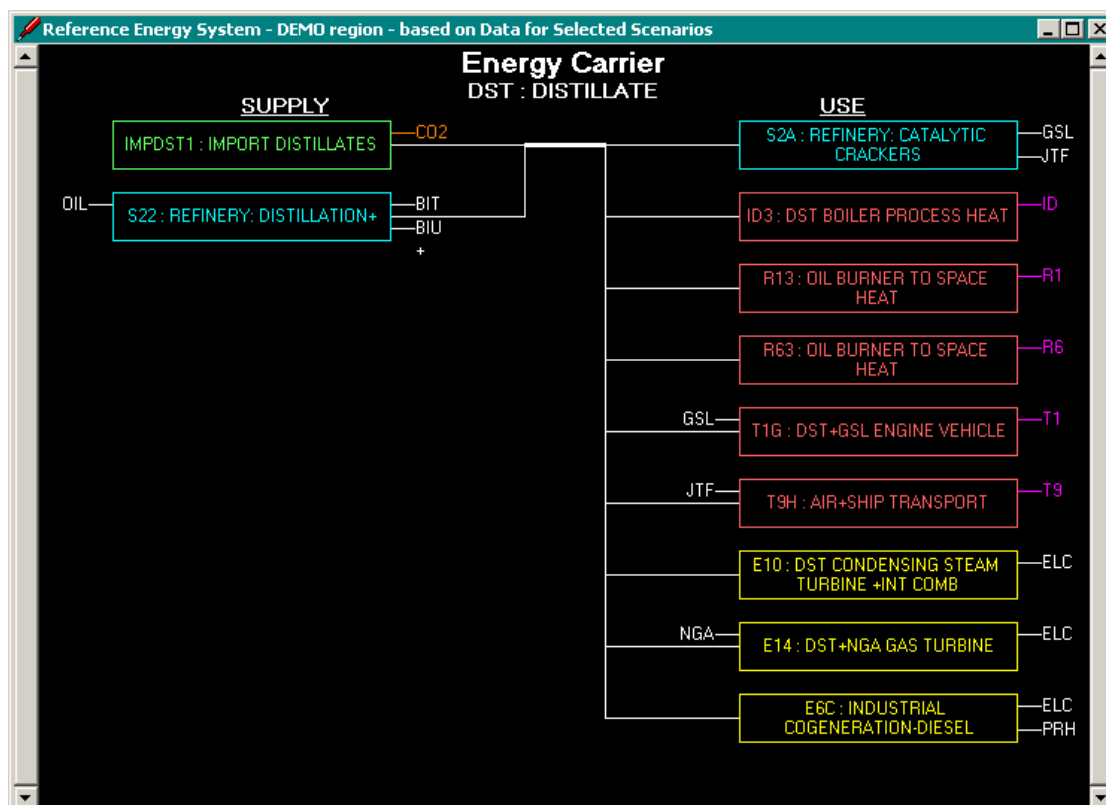 Reference Energy System - DEMO region - based on Data for Selected Scenarios
Energy Carrier
DST : DISTILLATE
SUPPLY
USE
IMPDST1 : IMPORT DISTILLATES
CO2
S2A : REFINERY: CATALYTIC
CRACKERS
GSL
JTF
OIL
S22 : REFINERY: DISTILLATION+
BIT
BIU
+
ID3 : DST BOILER PROCESS HEAT
ID
R13 : OIL BURNER TO SPACE
HEAT
R1
R63 : OIL BURNER TO SPACE
HEAT
R6
GSL
T1G : DST+GSL ENGINE VEHICLE
T1
JTF
T9H : AIR+SHIP TRANSPORT
T9
E10 : DST CONDENSING STEAM
TURBINE +INT COMB
ELC
NGA
E14 : DST+NGA GAS TURBINE
ELC
E6C : INDUSTRIAL
COGENERATION-DIESEL
ELC
PRH